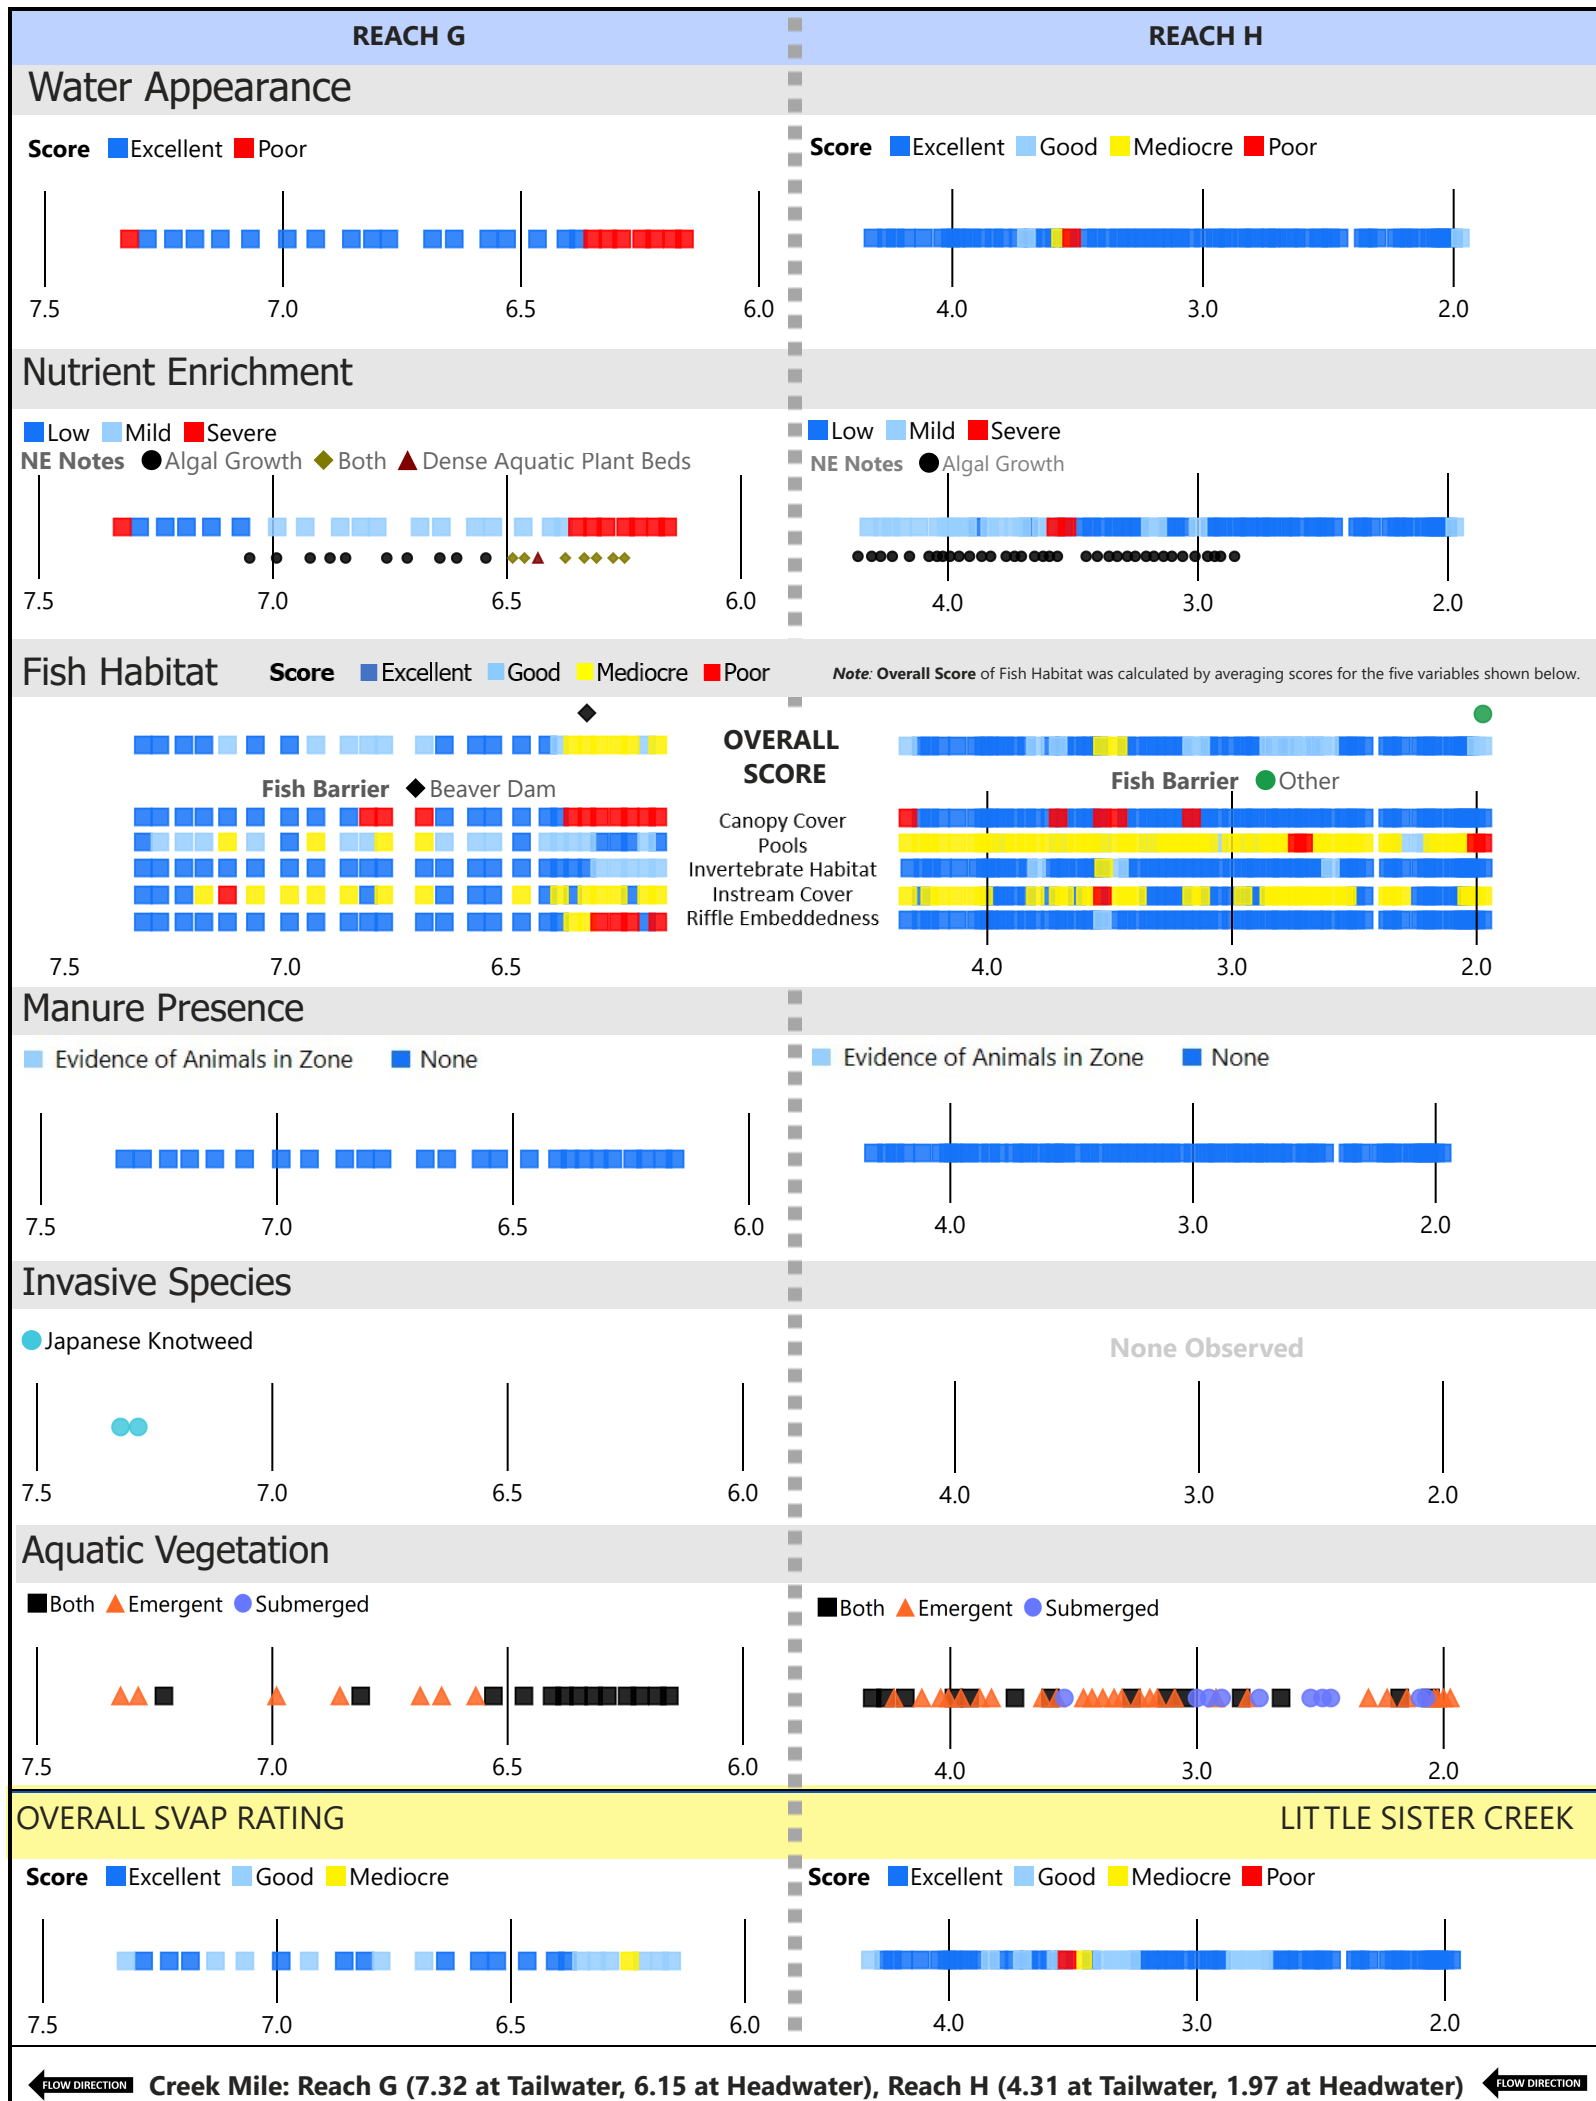 REACH G
REACH H
Water Appearance
Score Excellent Poor
Score Excellent Good Mediocre Poor
7.5 7.0 6.5 6.0
4.0 3.0 2.0
Nutrient Enrichment
Low Mild Severe
NE Notes Algal Growth Both Dense Aquatic Plant Beds
Low Mild Severe
NE Notes Algal Growth
7.5 7.0 6.5 6.0
4.0 3.0 2.0
Fish Habitat Score Excellent Good Mediocre Poor
Note: Overall Score of Fish Habitat was calculated by averaging scores for the five variables shown below.
OVERALL
SCORE
Fish Barrier Beaver Dam
Fish Barrier Other
Canopy Cover
Pools
Invertebrate Habitat
Instream Cover
Riffle Embeddedness
7.5 7.0 6.5
4.0 3.0 2.0
Manure Presence
Evidence of Animals in Zone None
Evidence of Animals in Zone None
7.5 7.0 6.5 6.0
4.0 3.0 2.0
Invasive Species
Japanese Knotweed
None Observed
7.5 7.0 6.5 6.0
4.0 3.0 2.0
Aquatic Vegetation
Both Emergent Submerged
Both Emergent Submerged
7.5 7.0 6.5 6.0
4.0 3.0 2.0
OVERALL SVAP RATING
LITTLE SISTER CREEK
Score Excellent Good Mediocre
Score Excellent Good Mediocre Poor
7.5 7.0 6.5 6.0
4.0 3.0 2.0
FLOW DIRECTION Creek Mile: Reach G (7.32 at Tailwater, 6.15 at Headwater), Reach H (4.31 at Tailwater, 1.97 at Headwater) FLOW DIRECTION